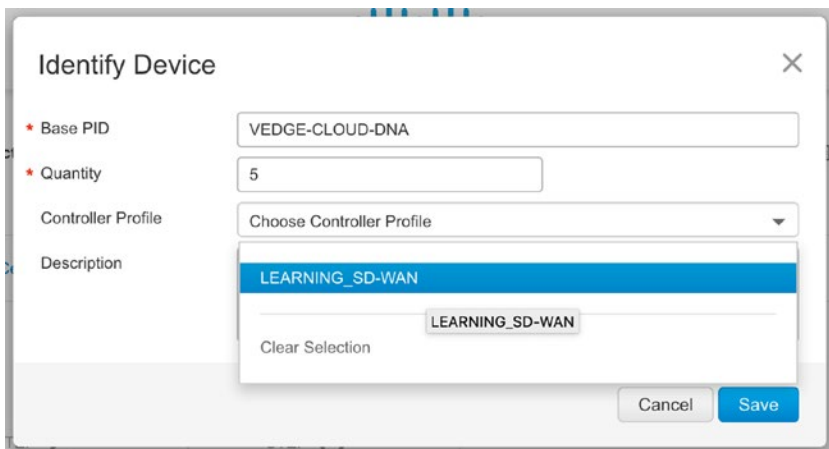 Identify Device
* Base PID VEDGE-CLOUD-DNA
* Quantity 5
Controller Profile Choose Controller Profile
Description
LEARNING_SD-WAN
LEARNING_SD-WAN
Clear Selection
Cancel Save